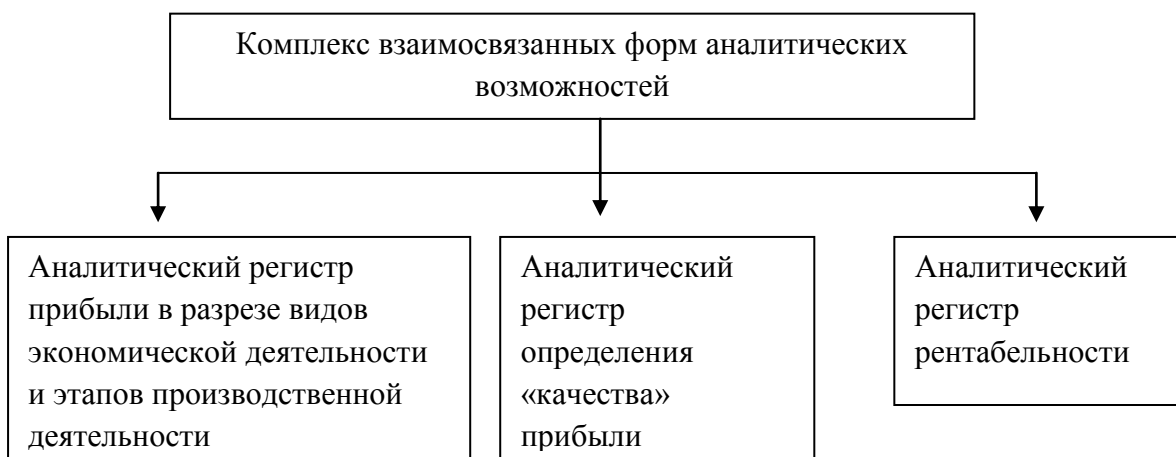 Комплекс взаимосвязанных форм аналитических
возможностей
Аналитический регистр
прибыли в разрезе видов
экономической деятельности
и этапов производственной
деятельности
Аналитический
регистр
определения
«качества»
прибыли
Аналитический
регистр
рентабельности